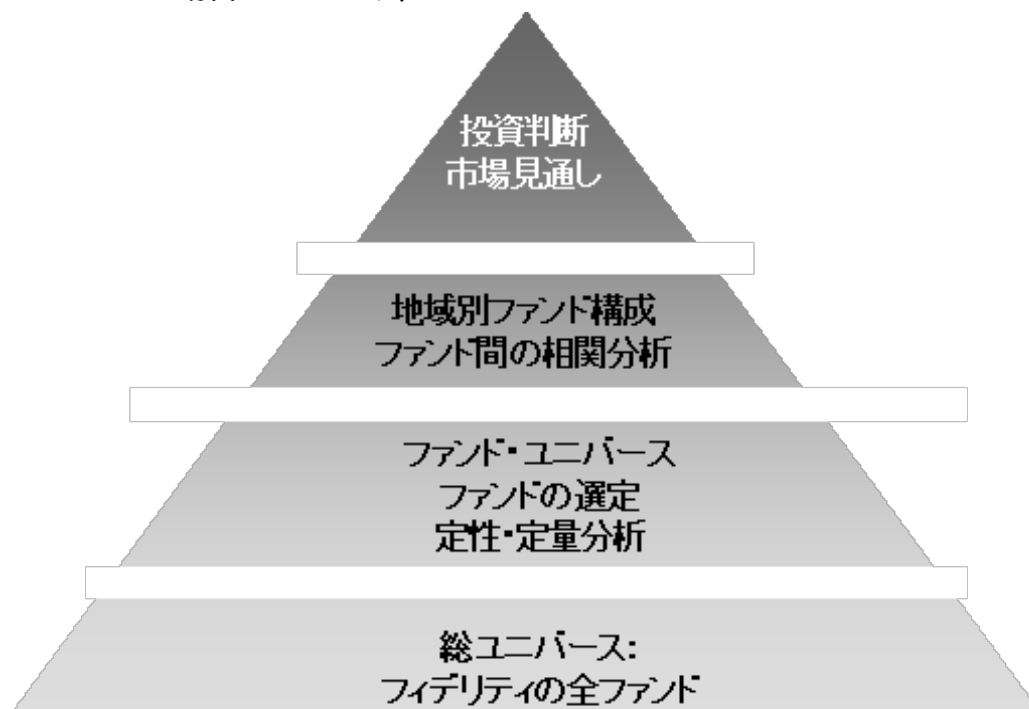 投資判断
市場見通し
地域別ファンド構成
ファンド間の相関分析
ファンド・ユニバース
ファンドの選定
定性・定量分析
総ユニバース:
フィデリティの全ファンド